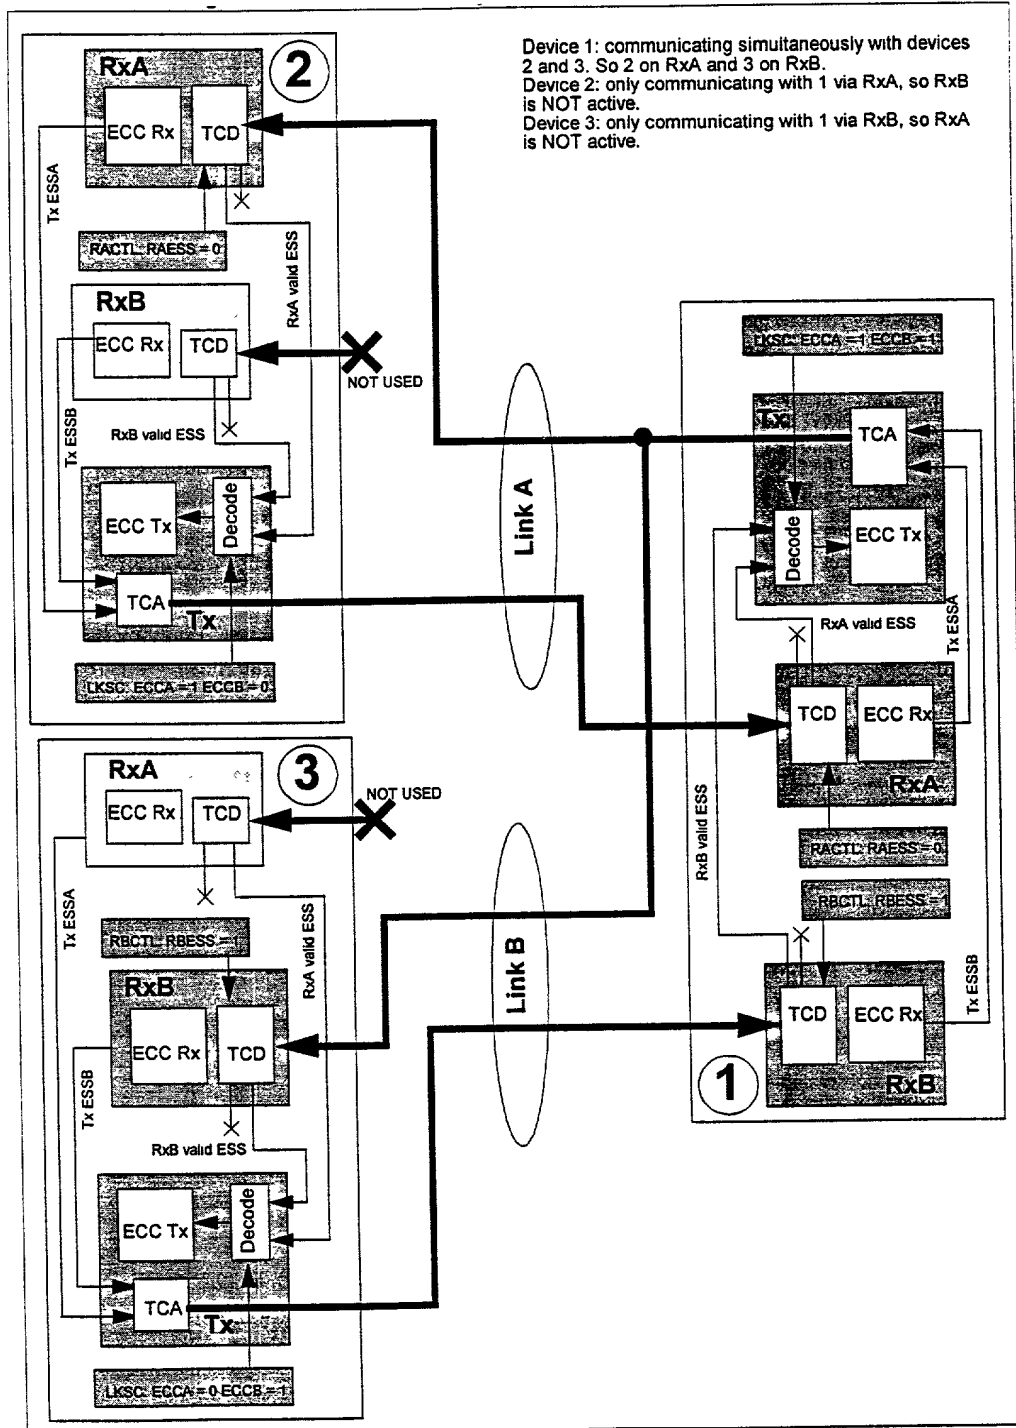 Device 1: communicating simultaneously with devices
2 and 3. So 2 on RxA and 3 on RxB.
Device 2: only communicating with 1 via RxA, so RxB
is NOT active.
Device 3: only communicating with 1 via RxB, so RxA
is NOT active.
RxA
2
ECC Rx
TCD
Tx ESSA
RACTL: RAESS = 0
RxA valid ESS
RxB
ECC Rx
TCD
NOT USED
Tx ESSB
RxB valid ESS
ECC Tx
Decode
TCA
Tx
LKSC: ECCA = 1 ECCB = 0
Link A
LKSC: ECCA = 1 ECCB = 1
Tx
TCA
Decode
ECC Tx
RxA valid ESS
Tx ESSA
TCD
ECC Rx
RxA
RxB valid ESS
RACTL: RAESS = 0
RBCTL: RBESS = 1
TCD
ECC Rx
Tx ESSB
1
RxB
RxA
3
ECC Rx
TCD
NOT USED
Tx ESSA
RBCTL: RBESS = 1
RxA valid ESS
RxB
ECC Rx
TCD
Link B
Tx ESSB
RxB valid ESS
ECC Tx
Decode
TCA
Tx
LKSC: ECCA = 0 ECCB = 1